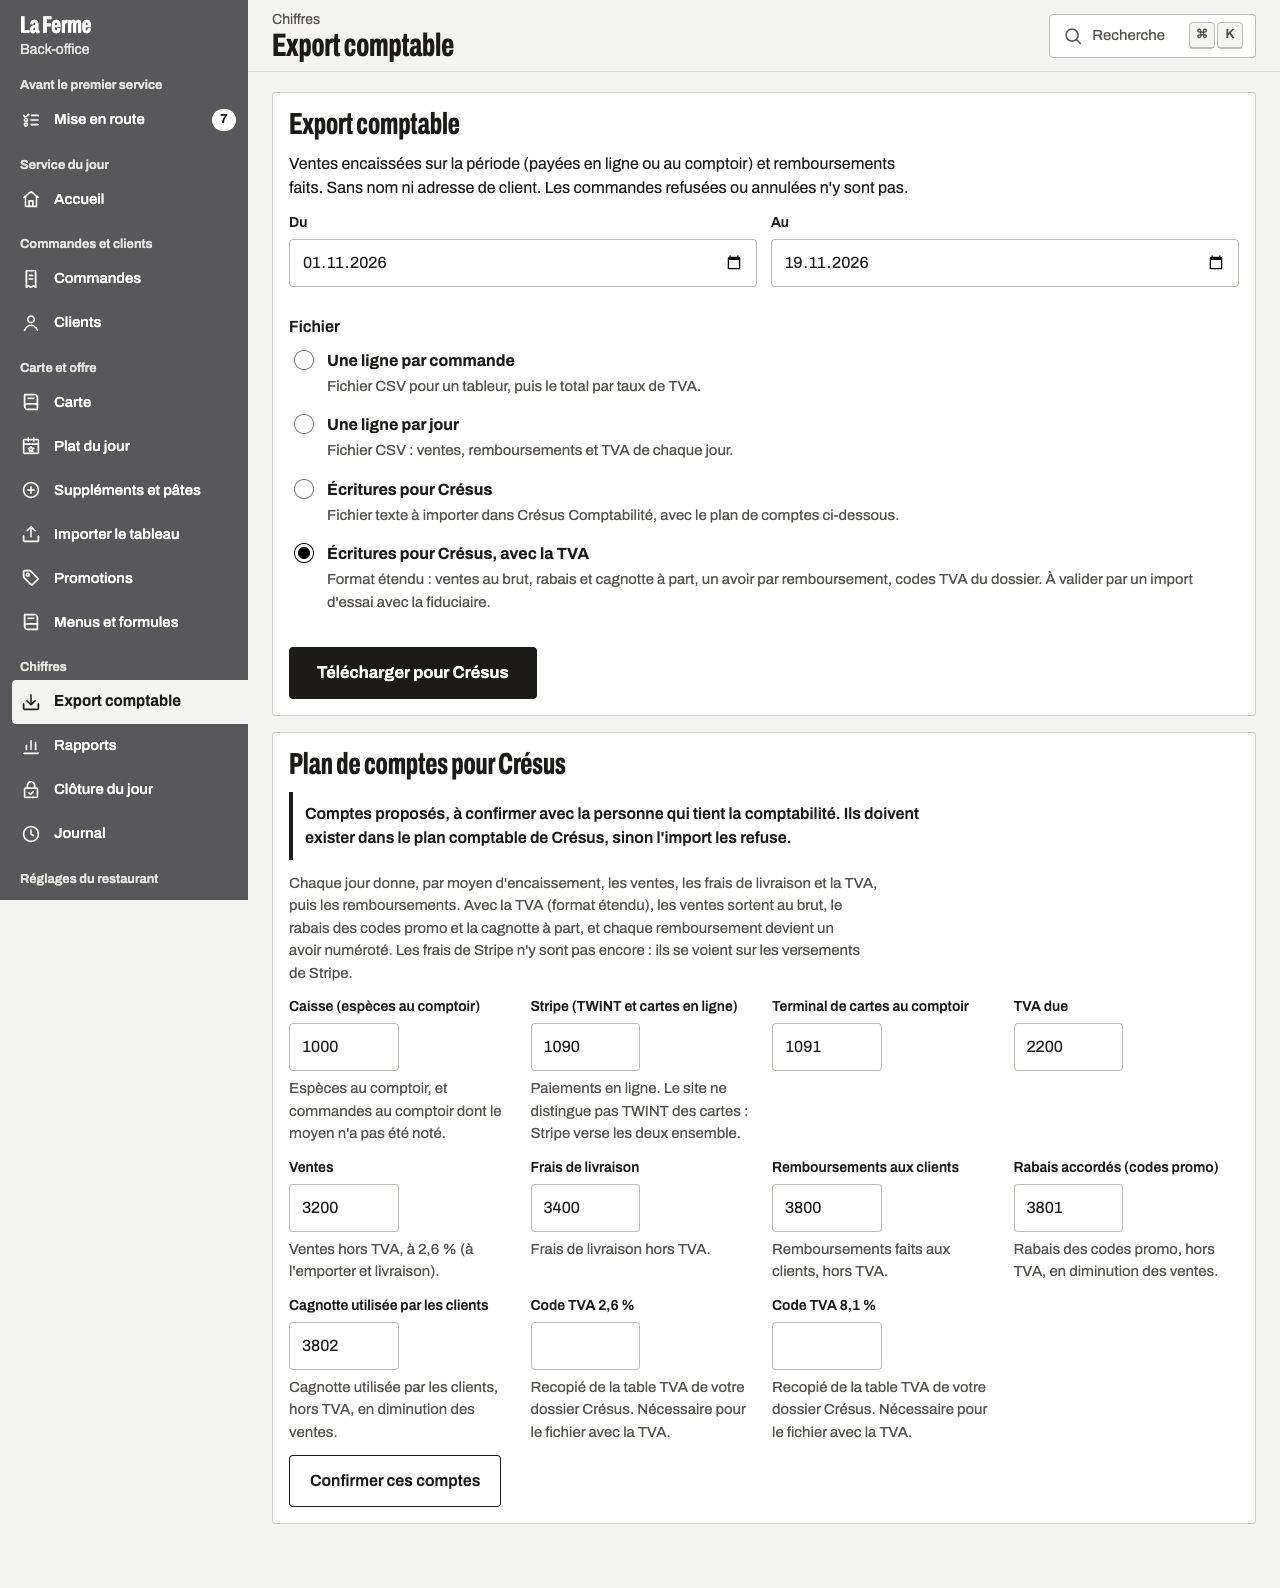 La Ferme
Back-office
Avant le premier service
Mise en route
7
Service du jour
Accueil
Commandes et clients
Commandes
Clients
Carte et offre
Carte
Plat du jour
Suppléments et pâtes
Importer le tableau
Promotions
Menus et formules
Chiffres
Export comptable
Rapports
Clôture du jour
Journal
Réglages du restaurant
Chiffres
Export comptable
Recherche
⌘ K
Export comptable
Ventes encaissées sur la période (payées en ligne ou au comptoir) et remboursements
faits. Sans nom ni adresse de client. Les commandes refusées ou annulées n'y sont pas.
Du
Au
01.11.2026
19.11.2026
Fichier
Une ligne par commande
Fichier CSV pour un tableur, puis le total par taux de TVA.
Une ligne par jour
Fichier CSV : ventes, remboursements et TVA de chaque jour.
Écritures pour Crésus
Fichier texte à importer dans Crésus Comptabilité, avec le plan de comptes ci-dessous.
Écritures pour Crésus, avec la TVA
Format étendu : ventes au brut, rabais et cagnotte à part, un avoir par remboursement, codes TVA du dossier. À valider par un import
d'essai avec la fiduciaire.
Télécharger pour Crésus
Plan de comptes pour Crésus
Comptes proposés, à confirmer avec la personne qui tient la comptabilité. Ils doivent
exister dans le plan comptable de Crésus, sinon l'import les refuse.
Chaque jour donne, par moyen d'encaissement, les ventes, les frais de livraison et la TVA,
puis les remboursements. Avec la TVA (format étendu), les ventes sortent au brut, le
rabais des codes promo et la cagnotte à part, et chaque remboursement devient un
avoir numéroté. Les frais de Stripe n'y sont pas encore : ils se voient sur les versements
de Stripe.
Caisse (espèces au comptoir)
1000
Espèces au comptoir, et
commandes au comptoir dont le
moyen n'a pas été noté.
Stripe (TWINT et cartes en ligne)
1090
Paiements en ligne. Le site ne
distingue pas TWINT des cartes :
Stripe verse les deux ensemble.
Terminal de cartes au comptoir
1091
TVA due
2200
Ventes
3200
Ventes hors TVA, à 2,6 % (à
l'emporter et livraison).
Frais de livraison
3400
Frais de livraison hors TVA.
Remboursements aux clients
3800
Remboursements faits aux
clients, hors TVA.
Rabais accordés (codes promo)
3801
Rabais des codes promo, hors
TVA, en diminution des ventes.
Cagnotte utilisée par les clients
3802
Cagnotte utilisée par les clients,
hors TVA, en diminution des
ventes.
Code TVA 2,6 %
Recopié de la table TVA de votre
dossier Crésus. Nécessaire pour
le fichier avec la TVA.
Code TVA 8,1 %
Recopié de la table TVA de votre
dossier Crésus. Nécessaire pour
le fichier avec la TVA.
Confirmer ces comptes